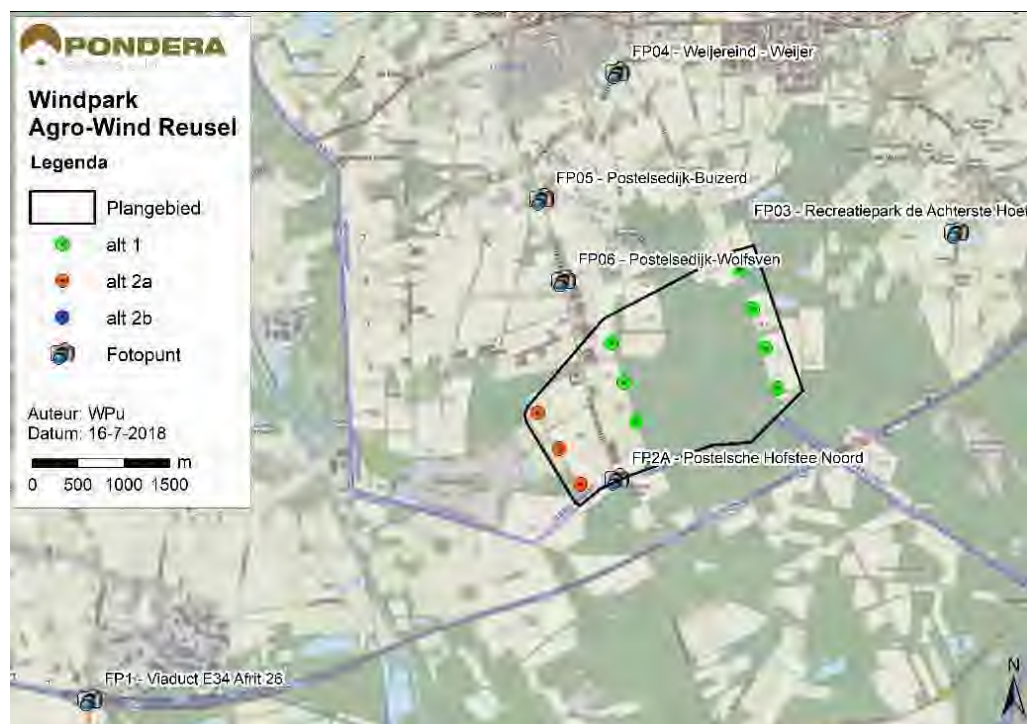 PONDERA
Windpark
Agro-Wind Reusel
Legenda
Plangebied
alt 1
alt 2a
alt 2b
Fotopunt
Auteur: WPu
Datum: 16-7-2018
m
0 500 1000 1500
FP04 - Weijereind - Weijer
FP05 - Postelsedijk-Buizerd
FP03 - Recreatiepark de Achterste Hoef
FP06 - Postelsedijk-Wolfsven
FP2A - Postelsche Hofstee Noord
FP1 - Viaduct E34 Afrit 26
N